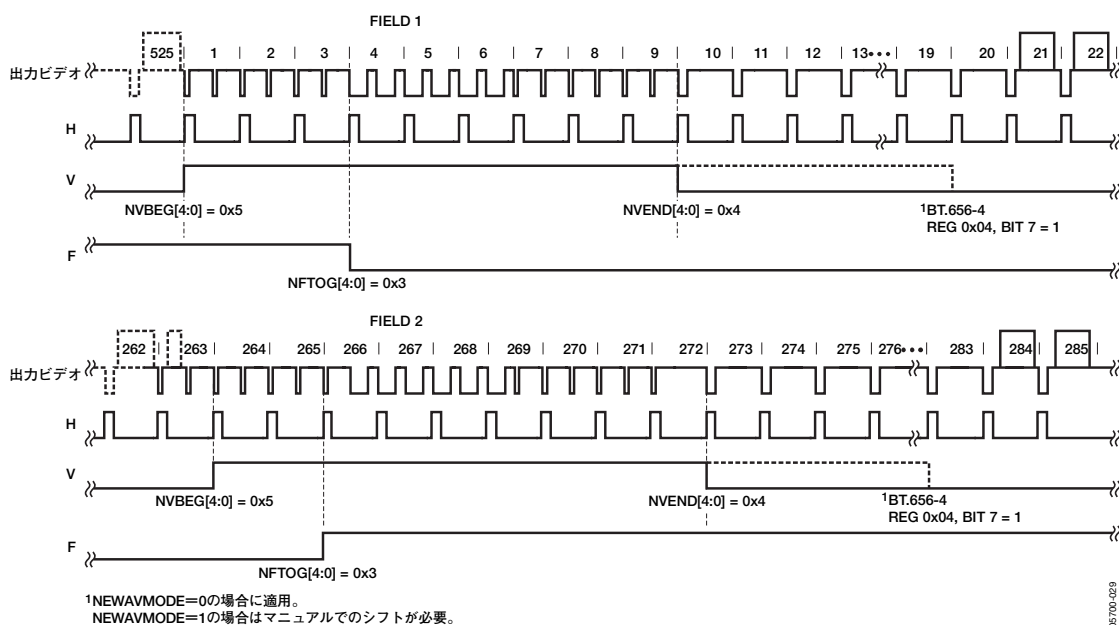 FIELD 1
525 | 1 | 2 | 3 | 4 | 5 | 6 | 7 | 8 | 9 | 10 | 11 | 12 | 13••• | 19 | 20 | 21 | 22 |
出力ビデオ
H
V
NVBEG[4:0] = 0x5
NVEND[4:0] = 0x4
1BT.656-4
REG 0x04, BIT 7 = 1
F
NFTOG[4:0] = 0x3
FIELD 2
262 | 263 | 264 | 265 | 266 | 267 | 268 | 269 | 270 | 271 | 272 | 273 | 274 | 275 | 276••• | 283 | 284 | 285 |
出力ビデオ
H
V
NVBEG[4:0] = 0x5
NVEND[4:0] = 0x4
1BT.656-4
REG 0x04, BIT 7 = 1
F
NFTOG[4:0] = 0x3
1NEWAVMODE=0の場合に適用。
NEWAVMODE=1の場合はマニュアルでのシフトが必要。
05700-029